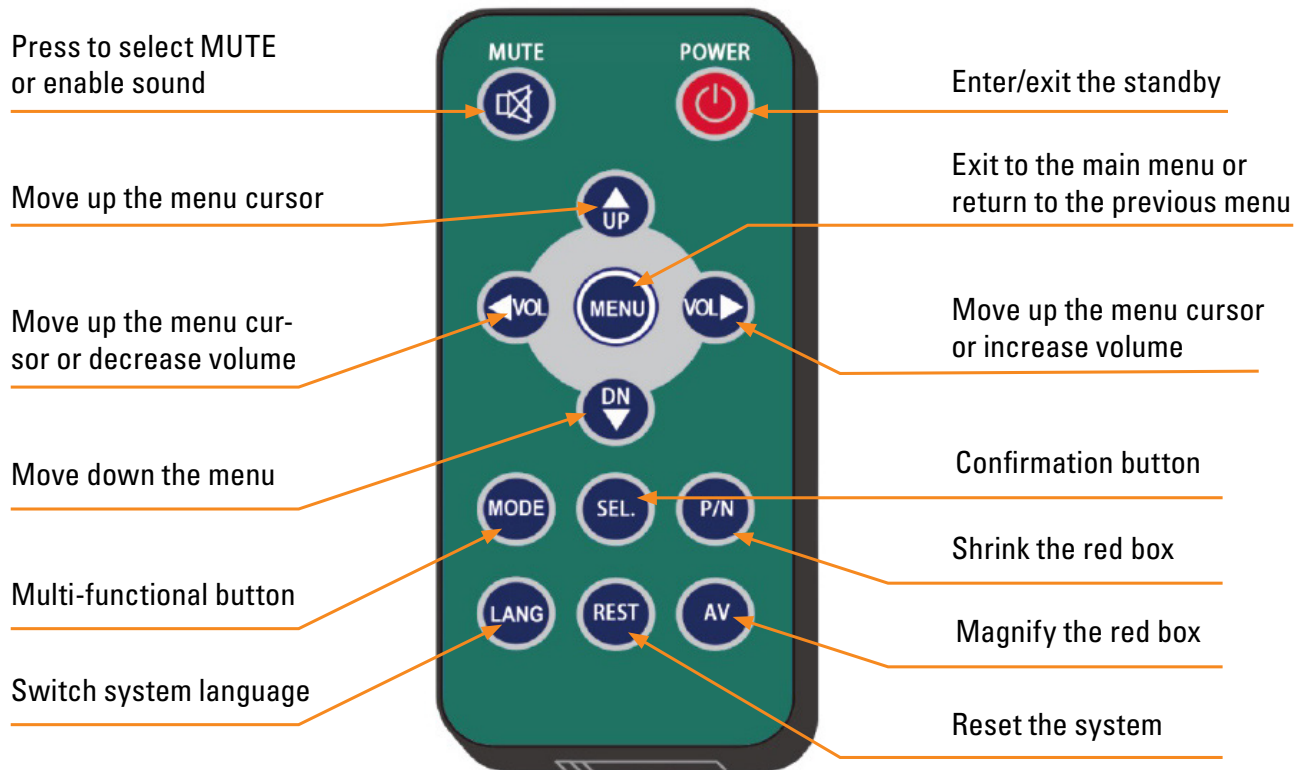 Press to select MUTE
or enable sound
Move up the menu cursor
Move up the menu cur-
sor or decrease volume
Move down the menu
Multi-functional button
Switch system language
MUTE
POWER
UP
VOL
MENU
VOL
DN
MODE
SEL.
P/N
LANG
REST
AV
Enter/exit the standby
Exit to the main menu or
return to the previous menu
Move up the menu cursor
or increase volume
Confirmation button
Shrink the red box
Magnify the red box
Reset the system